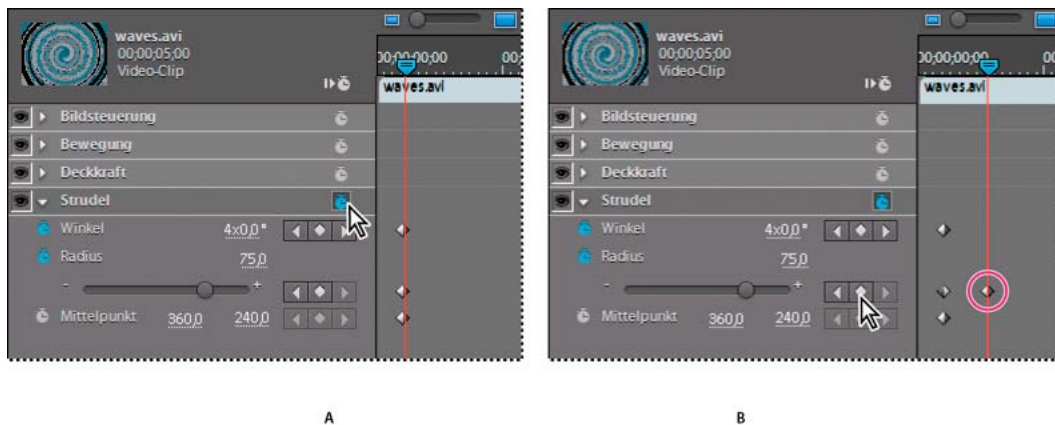 waves.avi
00;00;05;00
Video-Clip
00;00;00;00 00;
waves.avi
Bildsteuerung
Bewegung
Deckkraft
Strudel
Winkel 4x0,0°
Radius 75,0
- +
Mittelpunkt 360,0 240,0
A
waves.avi
00;00;05;00
Video-Clip
00;00;00;00 00
waves.avi
Bildsteuerung
Bewegung
Deckkraft
Strudel
Winkel 4x0,0°
Radius 75,0
- +
Mittelpunkt 360,0 240,0
B